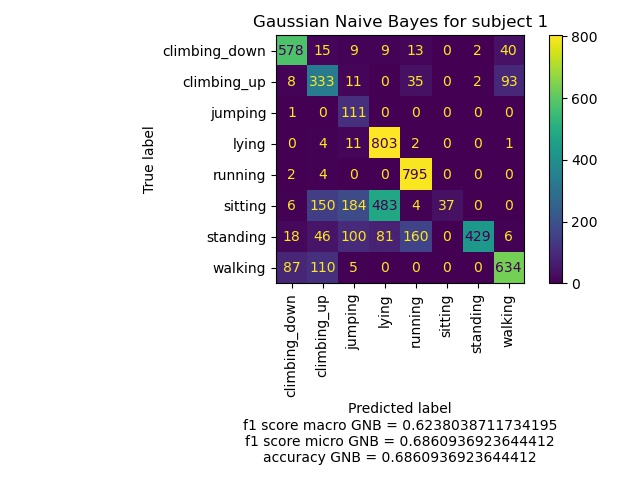 Gaussian Naive Bayes for subject 1
True label
climbing_down 578 15 9 9 13 0 2 40
climbing_up 8 333 11 0 35 0 2 93
jumping 1 0 111 0 0 0 0 0
lying 0 4 11 803 2 0 0 1
running 2 4 0 0 795 0 0 0
sitting 6 150 184 483 4 37 0 0
standing 18 46 100 81 160 0 429 6
walking 87 110 5 0 0 0 0 634
climbing_down climbing_up jumping lying running sitting standing walking
800
600
400
200
0
Predicted label
f1 score macro GNB = 0.6238038711734195
f1 score micro GNB = 0.6860936923644412
accuracy GNB = 0.6860936923644412